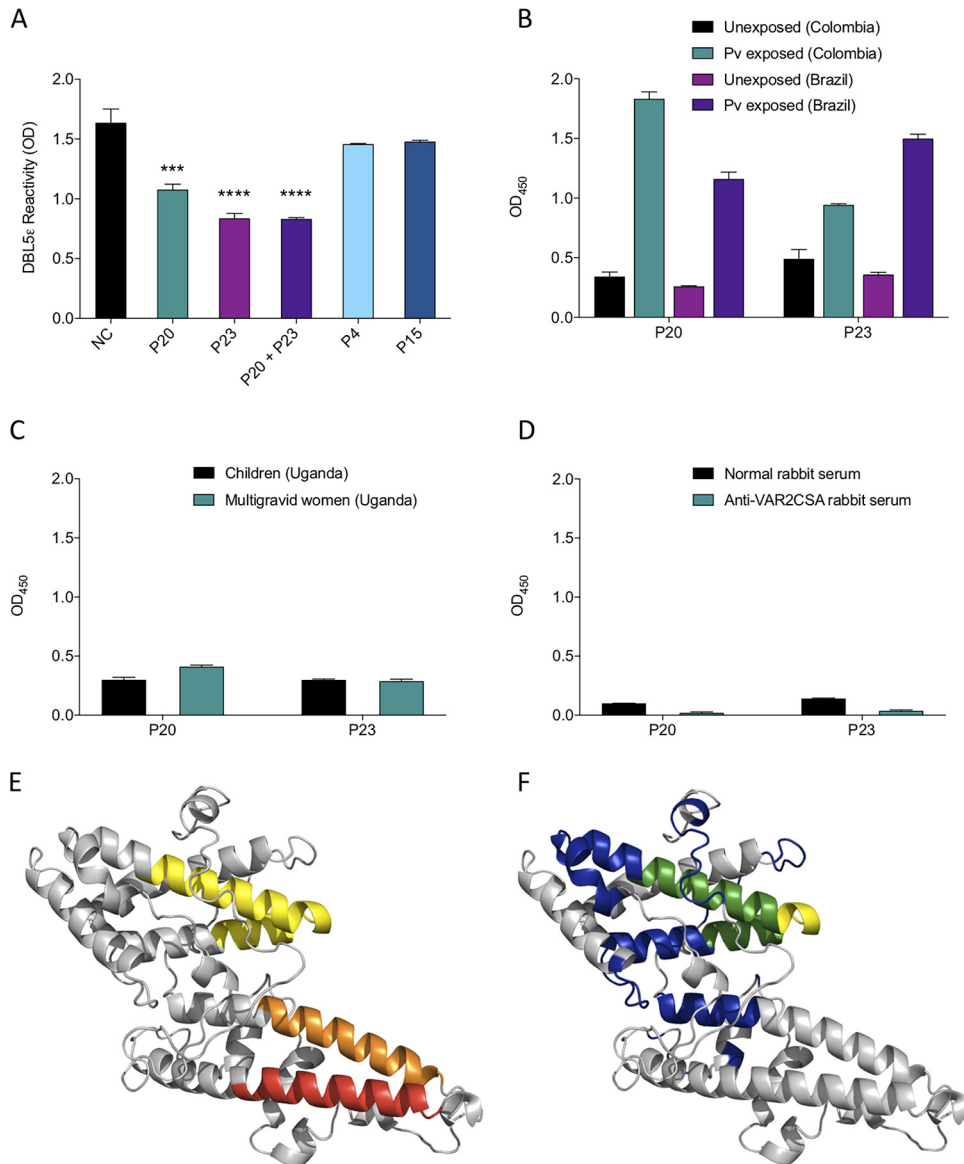 A
DBL5ε Reactivity (OD)
2.0
1.5
1.0
0.5
0.0
***
****
****
NC
P20
P23
P20 + P23
P4
P15
B
Unexposed (Colombia)
Pv exposed (Colombia)
Unexposed (Brazil)
Pv exposed (Brazil)
OD450
2.0
1.5
1.0
0.5
0.0
P20
P23
C
Children (Uganda)
Multigravid women (Uganda)
OD450
2.0
1.5
1.0
0.5
0.0
P20
P23
D
Normal rabbit serum
Anti-VAR2CSA rabbit serum
OD450
2.0
1.5
1.0
0.5
0.0
P20
P23
E
F